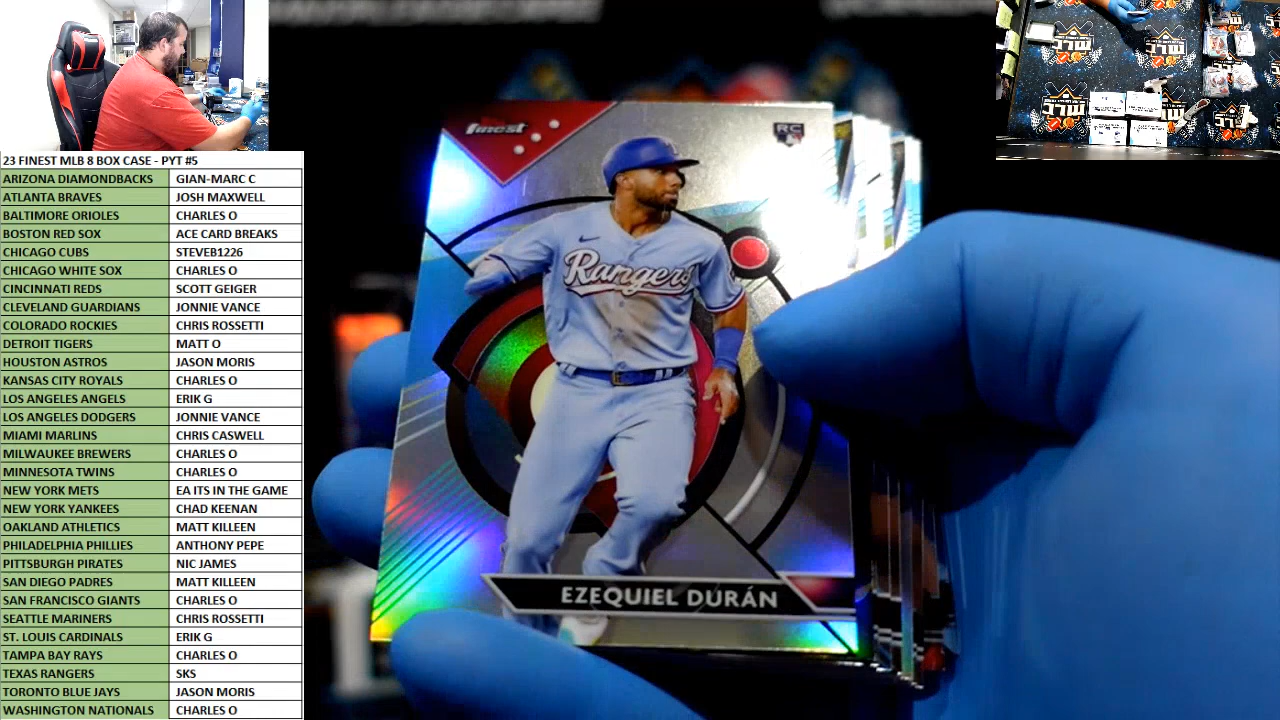 23 FINEST MLB 8 BOX CASE - PYT #5
ARIZONA DIAMONDBACKS GIAN-MARC C
ATLANTA BRAVES JOSH MAXWELL
BALTIMORE ORIOLES CHARLES O
BOSTON RED SOX ACE CARD BREAKS
CHICAGO CUBS STEVEB1226
CHICAGO WHITE SOX CHARLES O
CINCINNATI REDS SCOTT GEIGER
CLEVELAND GUARDIANS JONNIE VANCE
COLORADO ROCKIES CHRIS ROSSETTI
DETROIT TIGERS MATT O
HOUSTON ASTROS JASON MORIS
KANSAS CITY ROYALS CHARLES O
LOS ANGELES ANGELS ERIK G
LOS ANGELES DODGERS JONNIE VANCE
MIAMI MARLINS CHRIS CASWELL
MILWAUKEE BREWERS CHARLES O
MINNESOTA TWINS CHARLES O
NEW YORK METS EA ITS IN THE GAME
NEW YORK YANKEES CHAD KEENAN
OAKLAND ATHLETICS MATT KILLEEN
PHILADELPHIA PHILLIES ANTHONY PEPE
PITTSBURGH PIRATES NIC JAMES
SAN DIEGO PADRES MATT KILLEEN
SAN FRANCISCO GIANTS CHARLES O
SEATTLE MARINERS CHRIS ROSSETTI
ST. LOUIS CARDINALS ERIK G
TAMPA BAY RAYS CHARLES O
TEXAS RANGERS SKS
TORONTO BLUE JAYS JASON MORIS
WASHINGTON NATIONALS CHARLES O
finest
RC
Rangers
EZEQUIEL DURÁN